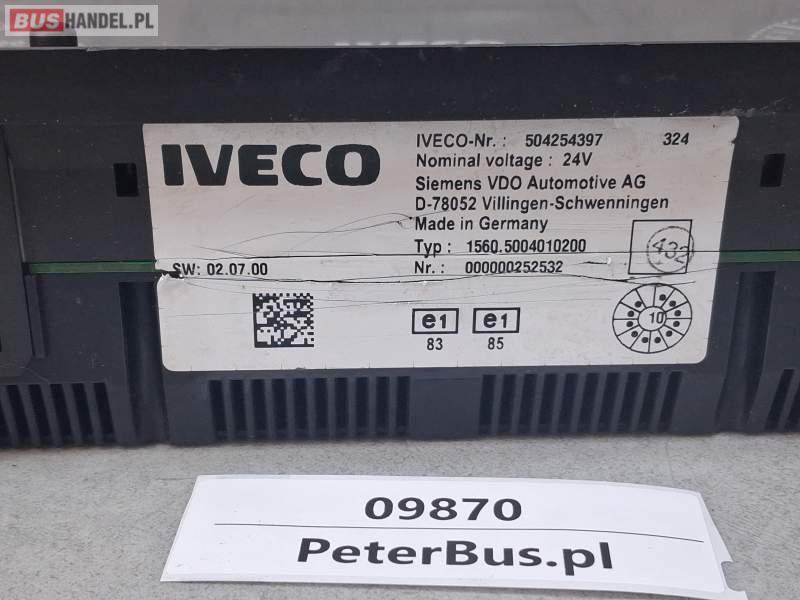 BUSHANDEL.PL
IVECO
IVECO-Nr. : 504254397 324
Nominal voltage : 24V
Siemens VDO Automotive AG
D-78052 Villingen-Schwenningen
Made in Germany
Typ : 1560.5004010200
432
SW: 02.07.00
Nr. : 000000252532
e1 e1
83 85
10
09870
PeterBus.pl